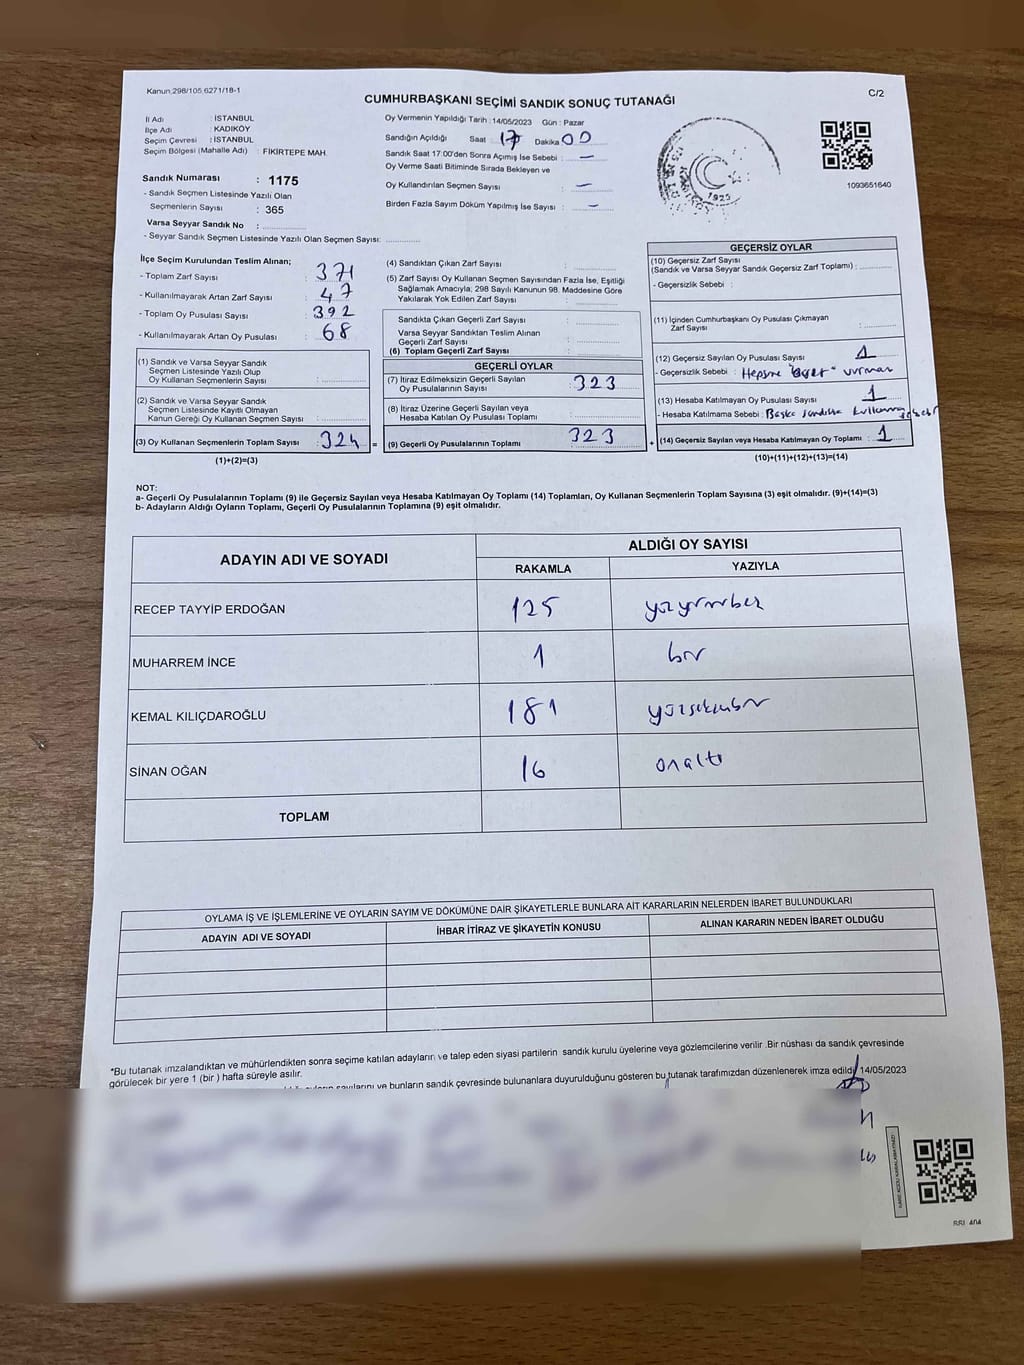 Kanun 298/105,6271/18-1
C/2
CUMHURBAŞKANI SEÇİMİ SANDIK SONUÇ TUTANAĞI
İl Adı : İSTANBUL
İlçe Adı : KADIKÖY
Seçim Çevresi : İSTANBUL
Seçim Bölgesi (Mahalle Adı) : FİKİRTEPE MAH.
Sandık Numarası : 1175
- Sandık Seçmen Listesinde Yazılı Olan
Seçmenlerin Sayısı : 365
Varsa Seyyar Sandık No :
- Seyyar Sandık Seçmen Listesinde Yazılı Olan Seçmen Sayısı:
Oy Vermenin Yapıldığı Tarih : 14/05/2023 Gün : Pazar
Sandığın Açıldığı Saat 17 Dakika 00
Sandık Saat 17:00'den Sonra Açımış İse Sebebi : –
Oy Verme Saati Bitiminde Sırada Bekleyen ve
Oy Kullandırılan Seçmen Sayısı : –
Birden Fazla Sayım Döküm Yapılmış İse Sayısı : –
1925
1093651640
İlçe Seçim Kurulundan Teslim Alınan;
- Toplam Zarf Sayısı : 371
- Kullanılmayarak Artan Zarf Sayısı : 47
- Toplam Oy Pusulası Sayısı : 392
- Kullanılmayarak Artan Oy Pusulası : 68
(1) Sandık ve Varsa Seyyar Sandık
Seçmen Listesinde Yazılı Olup
Oy Kullanan Seçmenlerin Sayısı :
(2) Sandık ve Varsa Seyyar Sandık
Seçmen Listesinde Kayıtlı Olmayan
Kanun Gereği Oy Kullanan Seçmen Sayısı :
(3) Oy Kullanan Seçmenlerin Toplam Sayısı : 324 =
(1)+(2)=(3)
(4) Sandıktan Çıkan Zarf Sayısı :
(5) Zarf Sayısı Oy Kullanan Seçmen Sayısından Fazla İse, Eşitliği
Sağlamak Amacıyla; 298 Sayılı Kanunun 98. Maddesine Göre
Yakılarak Yok Edilen Zarf Sayısı :
Sandıkta Çıkan Geçerli Zarf Sayısı :
Varsa Seyyar Sandıktan Teslim Alınan
Geçerli Zarf Sayısı :
(6) Toplam Geçerli Zarf Sayısı :
GEÇERLİ OYLAR
(7) İtiraz Edilmeksizin Geçerli Sayılan
Oy Pusulalarının Sayısı : 323
(8) İtiraz Üzerine Geçerli Sayılan veya
Hesaba Katılan Oy Pusulası Toplamı :
(9) Geçerli Oy Pusulalarının Toplamı : 323 +
GEÇERSİZ OYLAR
(10) Geçersiz Zarf Sayısı
(Sandık ve Varsa Seyyar Sandık Geçersiz Zarf Toplamı) :
- Geçersizlik Sebebi :
(11) İçinden Cumhurbaşkanı Oy Pusulası Çıkmayan
Zarf Sayısı :
(12) Geçersiz Sayılan Oy Pusulası Sayısı : 1
- Geçersizlik Sebebi : Hepsine "evet" vurması
(13) Hesaba Katılmayan Oy Pusulası Sayısı : 1
- Hesaba Katılmama Sebebi : Başka sandıkta kullanma sebebi
(14) Geçersiz Sayılan veya Hesaba Katılmayan Oy Toplamı : 1
(10)+(11)+(12)+(13)=(14)
NOT:
a- Geçerli Oy Pusulalarının Toplamı (9) ile Geçersiz Sayılan veya Hesaba Katılmayan Oy Toplamı (14) Toplamları, Oy Kullanan Seçmenlerin Toplam Sayısına (3) eşit olmalıdır. (9)+(14)=(3)
b- Adayların Aldığı Oyların Toplamı, Geçerli Oy Pusulalarının Toplamına (9) eşit olmalıdır.
ADAYIN ADI VE SOYADI
ALDIĞI OY SAYISI
RAKAMLA YAZIYLA
RECEP TAYYİP ERDOĞAN 125 yüzyirmibeş
MUHARREM İNCE 1 bir
KEMAL KILIÇDAROĞLU 181 yüzseksenbir
SİNAN OĞAN 16 onaltı
TOPLAM
OYLAMA İŞ VE İŞLEMLERİNE VE OYLARIN SAYIM VE DÖKÜMÜNE DAİR ŞİKAYETLERLE BUNLARA AİT KARARLARIN NELERDEN İBARET BULUNDUKLARI
ADAYIN ADI VE SOYADI İHBAR İTİRAZ VE ŞİKAYETİN KONUSU ALINAN KARARIN NEDEN İBARET OLDUĞU
*Bu tutanak imzalandıktan ve mühürlendikten sonra seçime katılan adayların ve talep eden siyasi partilerin sandık kurulu üyelerine veya gözlemcilerine verilir .Bir nüshası da sandık çevresinde
görülecek bir yere 1 (bir ) hafta süreyle asılır.
sayılarını ve bunların sandık çevresinde bulunanlara duyurulduğunu gösteren bu tutanak tarafımızdan düzenlenerek imza edildi. 14/05/2023